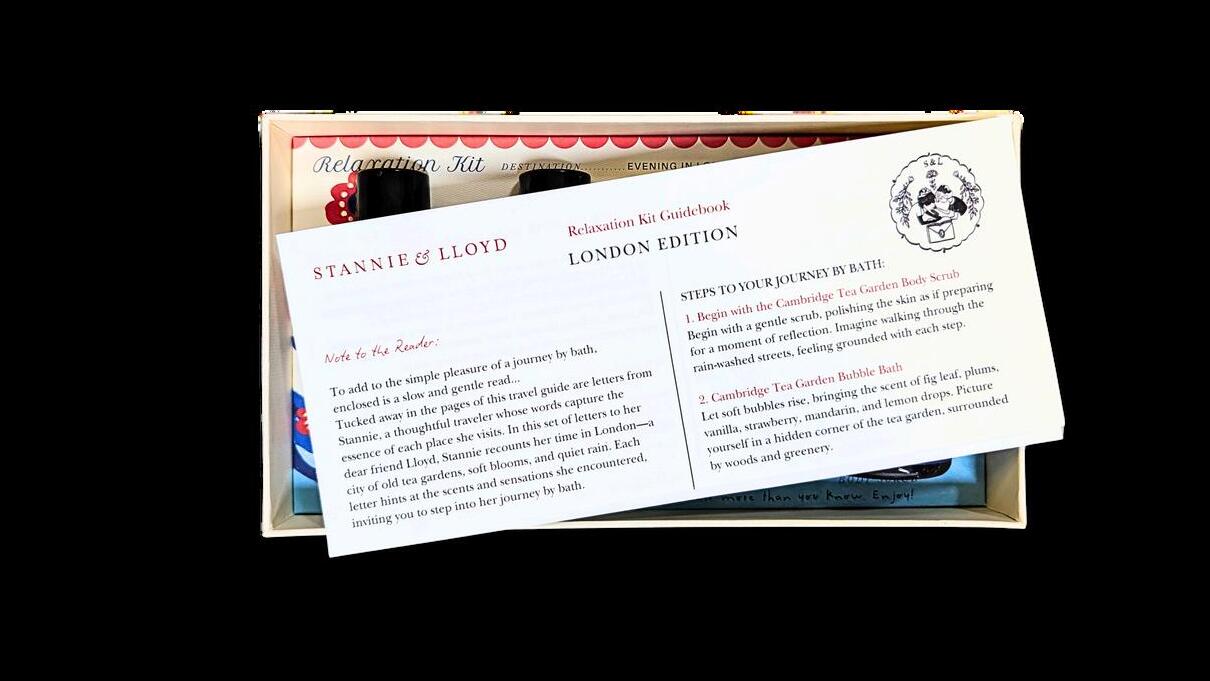 Relaxation Kit DESTINATION..........EVENING IN
S&L
STANNIE & LLOYD
Relaxation Kit Guidebook
LONDON EDITION
Note to the Reader:
To add to the simple pleasure of a journey by bath,
enclosed is a slow and gentle read...
Tucked away in the pages of this travel guide are letters from
Stannie, a thoughtful traveler whose words capture the
essence of each place she visits. In this set of letters to her
dear friend Lloyd, Stannie recounts her time in London—a
city of old tea gardens, soft blooms, and quiet rain. Each
letter hints at the scents and sensations she encountered,
inviting you to step into her journey by bath.
STEPS TO YOUR JOURNEY BY BATH:
1. Begin with the Cambridge Tea Garden Body Scrub
Begin with a gentle scrub, polishing the skin as if preparing
for a moment of reflection. Imagine walking through the
rain-washed streets, feeling grounded with each step.
2. Cambridge Tea Garden Bubble Bath
Let soft bubbles rise, bringing the scent of fig leaf, plums,
vanilla, strawberry, mandarin, and lemon drops. Picture
yourself in a hidden corner of the tea garden, surrounded
by woods and greenery.
more than you know. Enjoy!